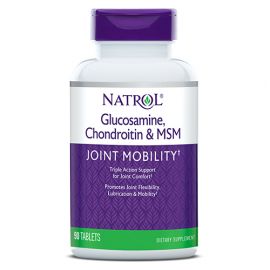 NATROL®
Glucosamine,
Chondroitin & MSM
JOINT MOBILITY†
Triple Action Support
for Joint Comfort†
Promotes Joint Flexibility,
Lubrication & Mobility†
90 TABLETS
DIETARY SUPPLEMENT